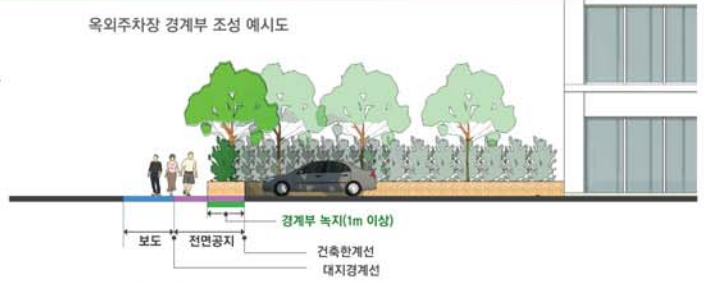 옥외주차장 경계부 조성 예시도
경계부 녹지(1m 이상)
보도
전면공지
건축한계선
대지경계선